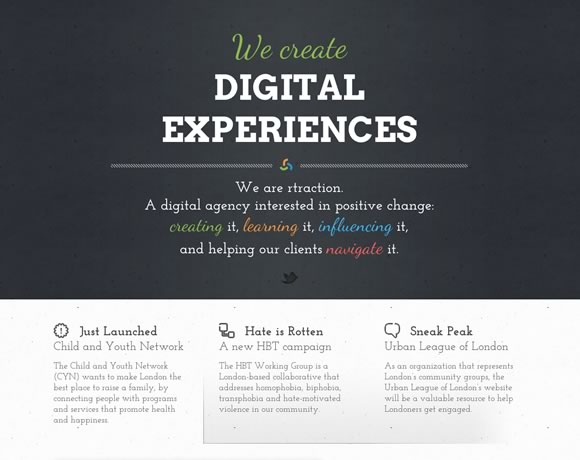 We create
DIGITAL
EXPERIENCES
We are rtraction.
A digital agency interested in positive change:
creating it, learning it, influencing it,
and helping our clients navigate it.
Just Launched
Child and Youth Network
The Child and Youth Network
(CYN) wants to make London the
best place to raise a family, by
connecting people with programs
and services that promote health
and happiness.
Hate is Rotten
A new HBT campaign
The HBT Working Group is a
London-based collaborative that
addresses homophobia, biphobia,
transphobia and hate-motivated
violence in our community.
Sneak Peak
Urban League of London
As an organization that represents
London's community groups, the
Urban League of London's website
will be a valuable resource to help
Londoners get engaged.